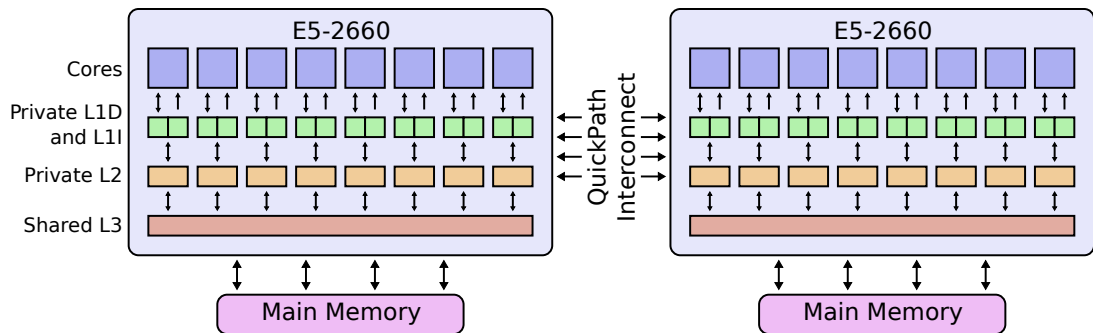 E5-2660
E5-2660
Cores
Private L1D
and L1I
Private L2
Shared L3
QuickPath
Interconnect
Main Memory
Main Memory